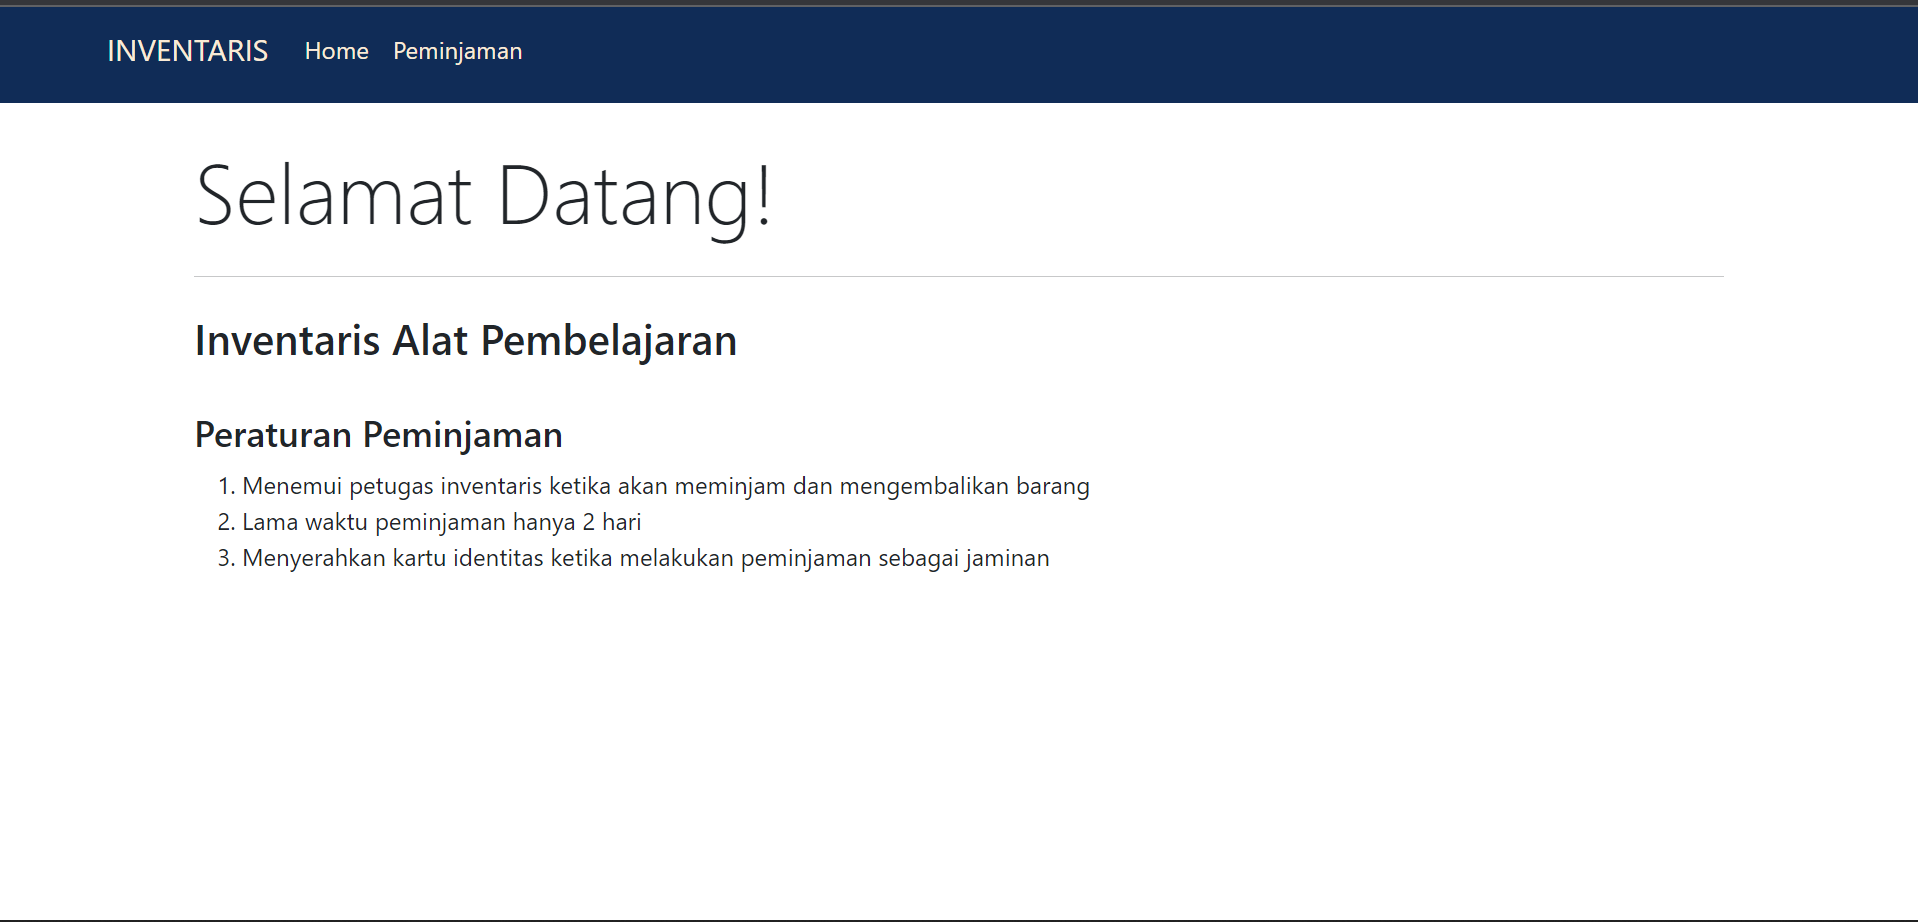 INVENTARIS Home Peminjaman
Selamat Datang!
Inventaris Alat Pembelajaran
Peraturan Peminjaman
1. Menemui petugas inventaris ketika akan meminjam dan mengembalikan barang
2. Lama waktu peminjaman hanya 2 hari
3. Menyerahkan kartu identitas ketika melakukan peminjaman sebagai jaminan